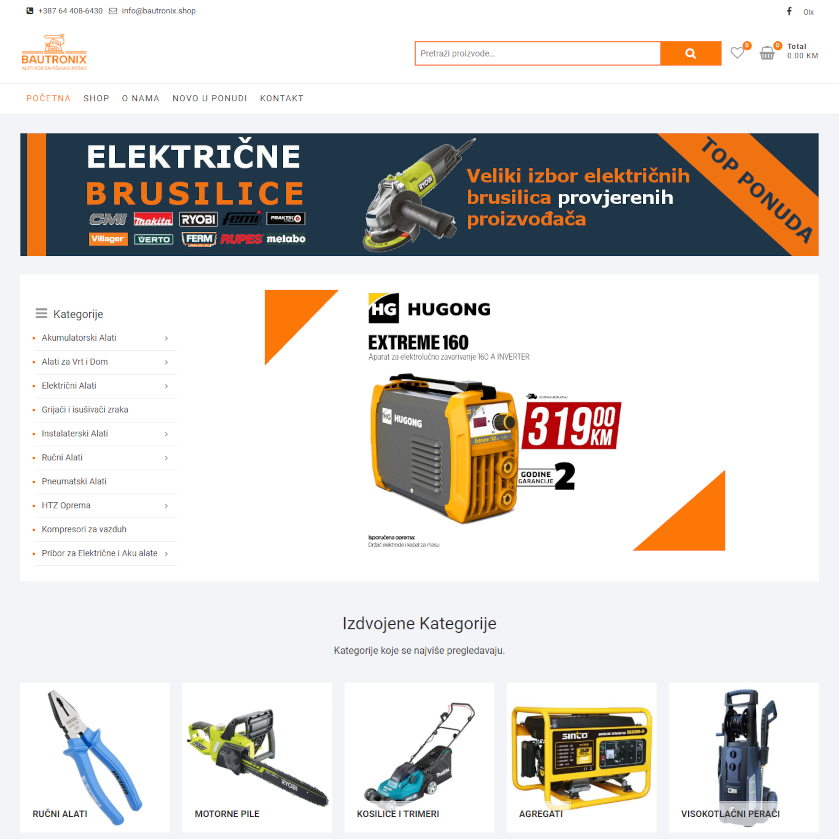 +387 64 408-6430 info@bautronix.shop
Olx
BAUTRONIX
ALATI KOJI ZAVRŠAVAJU POSAO
Pretraži proizvode...
0
0
Total
0.00 KM
POČETNA SHOP O NAMA NOVO U PONUDI KONTAKT
ELEKTRIČNE
BRUSILICE
CMI makita RYOBI femi PRAKTIK
Villager VERTO FERM RUPES metabo
RYOBI
Veliki izbor električnih
brusilica provjerenih
proizvođača
TOP PONUDA
Kategorije
Akumulatorski Alati
Alati za Vrt i Dom
Električni Alati
Grijači i isušivači zraka
Instalaterski Alati
Ručni Alati
Pneumatski Alati
HTZ Oprema
Kompresori za vazduh
Pribor za Električne i Aku alate
HG HUGONG
EXTREME 160
Aparat za elektrolučno zavarivanje 160 A INVERTER
HG HUGONG
Extreme 160
319 00
KM
GODINE
GARANCIJE 2
Isporučena oprema:
Držač elektrode i kabel za masu
Izdvojene Kategorije
Kategorije koje se najviše pregledavaju.
RUČNI ALATI
RYOBI
MOTORNE PILE
makita
KOSILICE I TRIMERI
SINCO
AGREGATI
VISOKOTLAČNI PERAČI